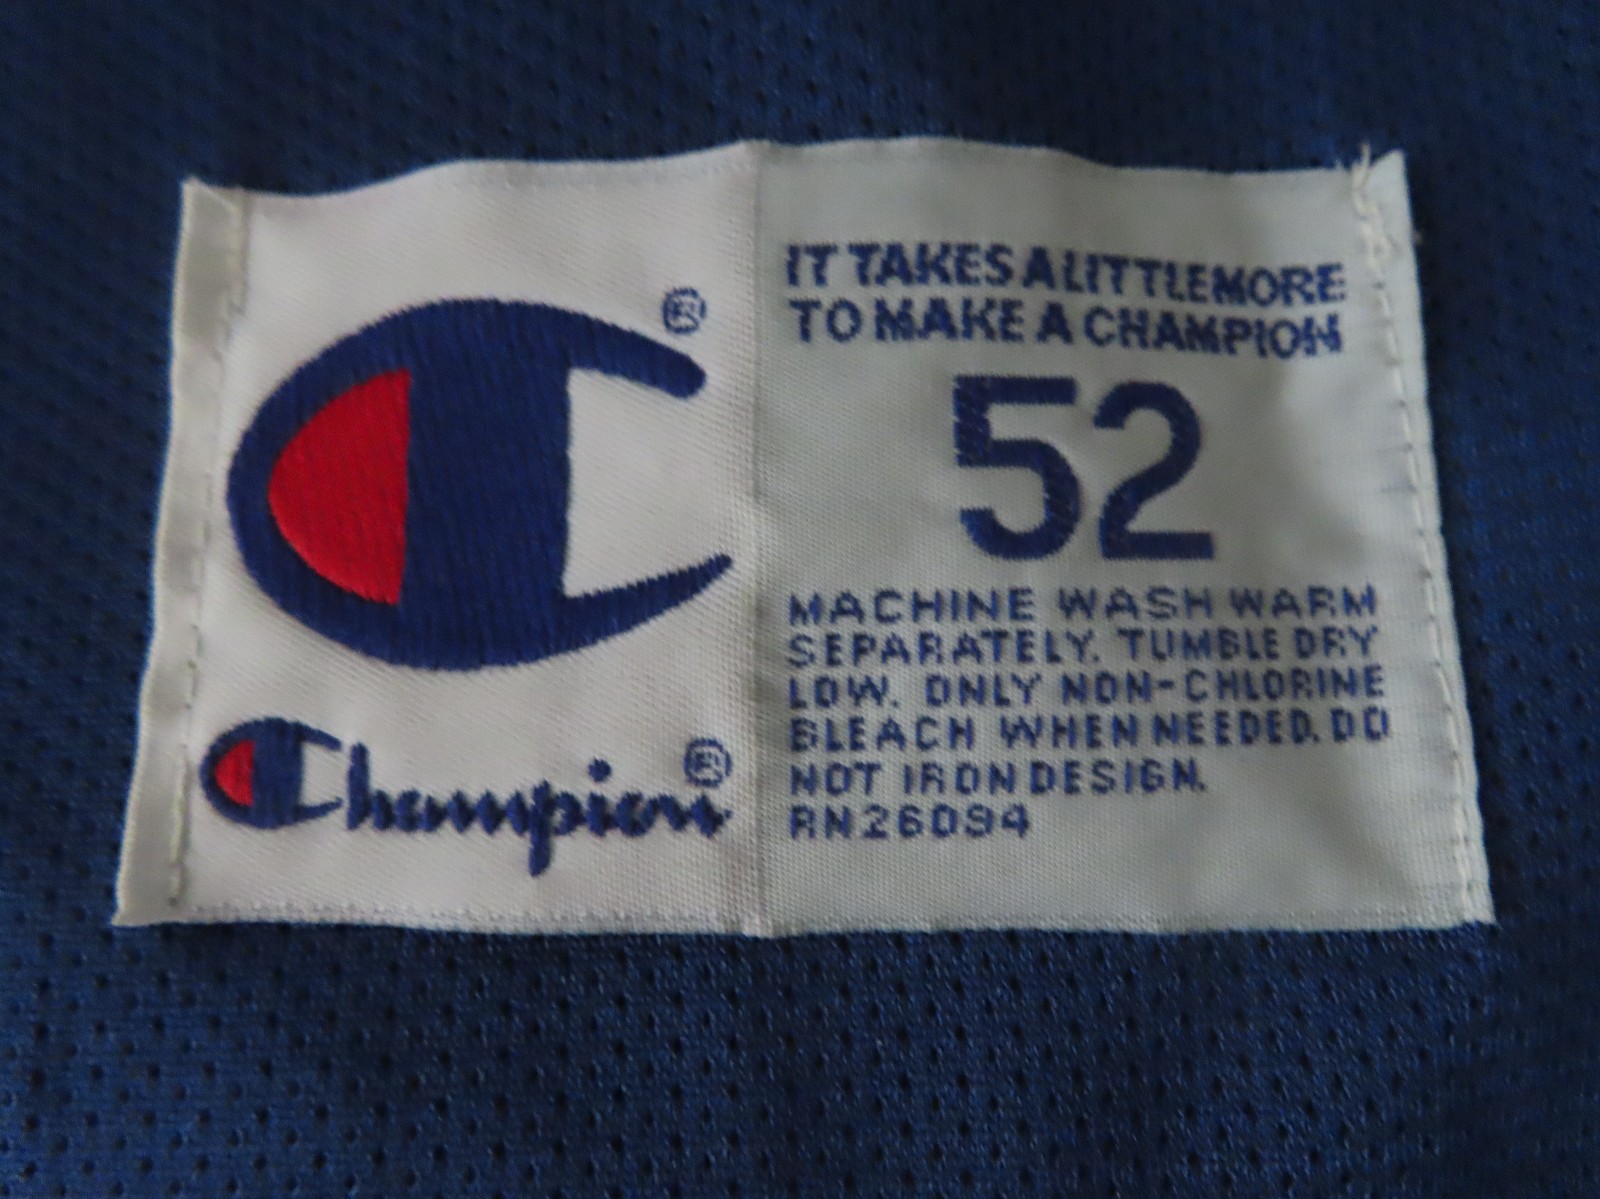 ®
Champion®
IT TAKES A LITTLE MORE
TO MAKE A CHAMPION
52
MACHINE WASH WARM
SEPARATELY. TUMBLE DRY
LOW. ONLY NON-CHLORINE
BLEACH WHEN NEEDED. DO
NOT IRON DESIGN.
RN26094